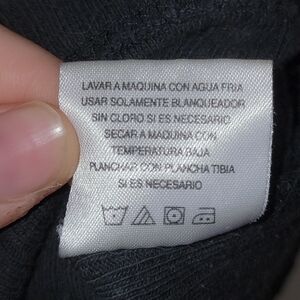 LAVAR A MAQUINA CON AGUA FRIA
USAR SOLAMENTE BLANQUEADOR
SIN CLORO SI ES NECESARIO
SECAR A MAQUINA CON
TEMPERATURA BAJA
PLANCHAR CON PLANCHA TIBIA
SI ES NECESARIO